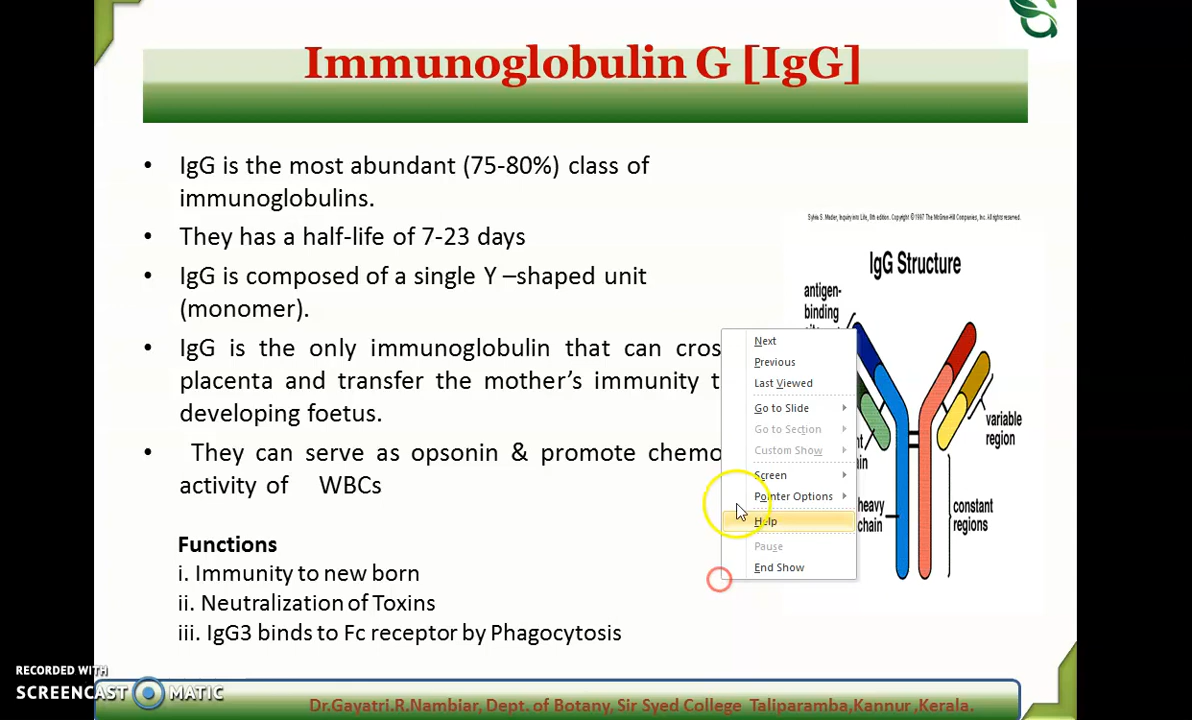 Immunoglobulin G [IgG]
• IgG is the most abundant (75-80%) class of
immunoglobulins.
• They has a half-life of 7-23 days
• IgG is composed of a single Y –shaped unit
(monomer).
• IgG is the only immunoglobulin that can cros
placenta and transfer the mother's immunity t
developing foetus.
• They can serve as opsonin & promote chemo
activity of WBCs
Functions
i. Immunity to new born
ii. Neutralization of Toxins
iii. IgG3 binds to Fc receptor by Phagocytosis
Sylvia S. Mader, Inquiry into Life, 8th edition. Copyright © 1997 The McGraw-Hill Companies, Inc. All rights reserved.
IgG Structure
antigen-
binding
variable
region
heavy
chain
constant
regions
Next
Previous
Last Viewed
Go to Slide
Go to Section
Custom Show
Screen
Pointer Options
Help
Pause
End Show
RECORDED WITH
SCREENCAST MATIC
Dr.Gayatri.R.Nambiar, Dept. of Botany, Sir Syed College Taliparamba,Kannur ,Kerala.